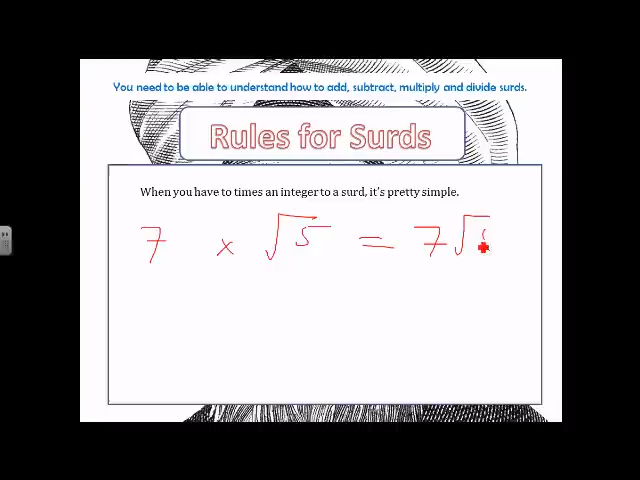 You need to be able to understand how to add, subtract, multiply and divide surds.
Rules for Surds
When you have to times an integer to a surd, it's pretty simple.
7 x √5 = 7√